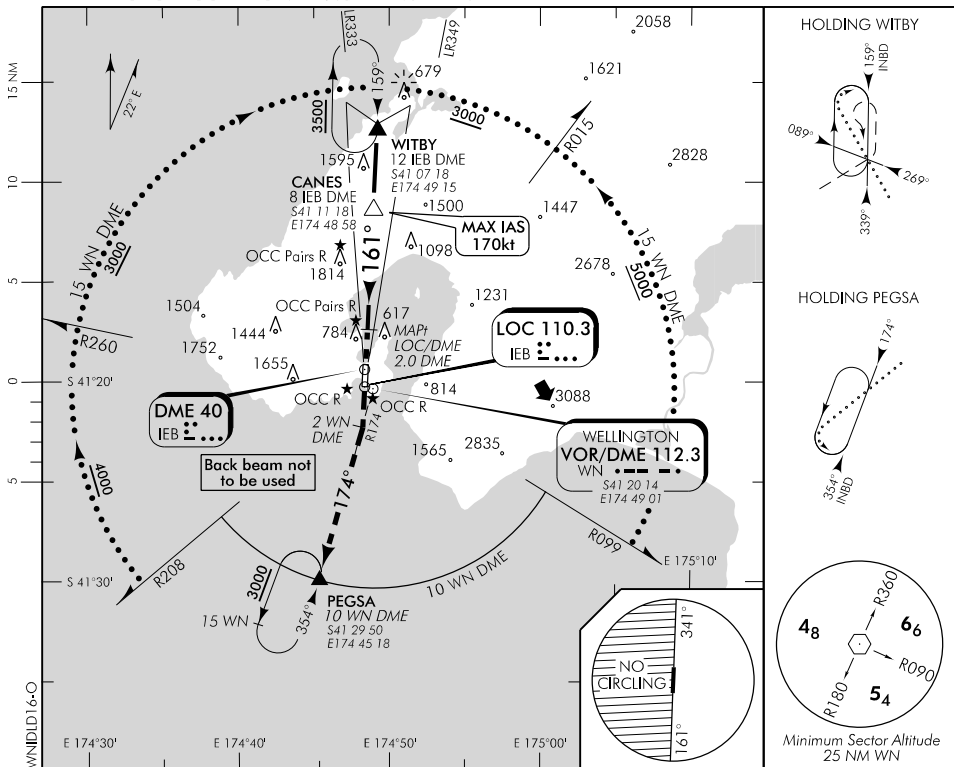 LR333
LR349
2058
1621
15 NM
22° E
159°
679
3500
3000
R015
2828
WITBY
12 IEB DME
S41 07 18
E174 49 15
1595
CANES
8 IEB DME
S41 11 18
E174 48 58
10
1500
1447
MAX IAS
170kt
1098
161°
OCC Pairs R
1814
15 WN DME
3000
15 WN DME
5000
2678
5
1504
OCC Pairs R
617
1231
1444
784
MAPt
LOC/DME
2.0 DME
LOC 110.3
IEB
R260
1752
1655
0
S 41°20'
814
3088
DME 40
IEB
OCC R
OCC R
2 WN
DME
R174
WELLINGTON
VOR/DME 112.3
WN
S41 20 14
E174 49 01
1565
2835
Back beam not
to be used
4000
5
174°
R099
E 175°10'
S 41°30'
R208
3000
10 WN DME
15 WN
354°
PEGSA
10 WN DME
S41 29 50
E174 45 18
341°
NO
CIRCLING
161°
WNIDLD16-O
E 174°30'
E 174°40'
E 174°50'
E 175°00'
HOLDING WITBY
159°
INBD
089°
269°
339°
HOLDING PEGSA
174°
354°
INBD
R360
48
66
R090
R180
54
Minimum Sector Altitude
25 NM WN